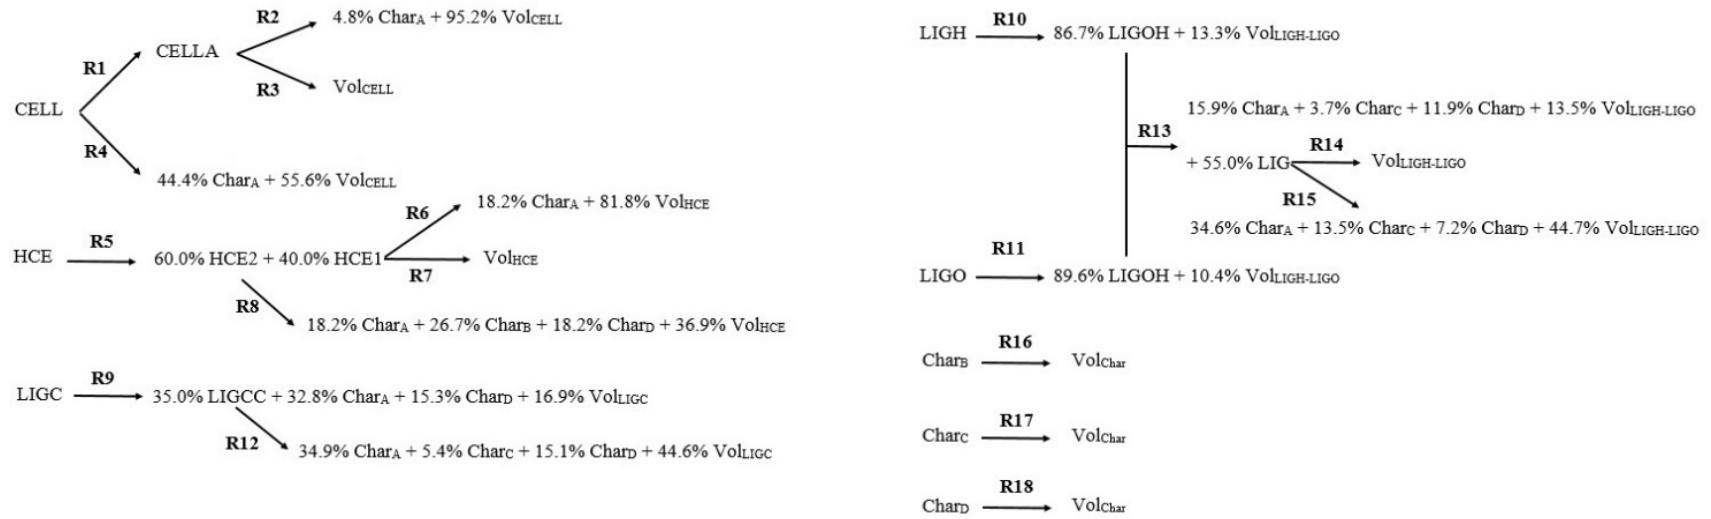 R2
4.8% CharA + 95.2% VolCELL
R1
CELLA
R3
VolCELL
CELL
R4
44.4% CharA + 55.6% VolCELL
R6
18.2% CharA + 81.8% VolHCE
R5
HCE
60.0% HCE2 + 40.0% HCE1
VolHCE
R7
R8
18.2% CharA + 26.7% CharB + 18.2% CharD + 36.9% VolHCE
R9
LIGC
35.0% LIGCC + 32.8% CharA + 15.3% CharD + 16.9% VolLIGC
R12
34.9% CharA + 5.4% CharC + 15.1% CharD + 44.6% VolLIGC
R10
LIGH
86.7% LIGOH + 13.3% VolLIGH-LIGO
15.9% CharA + 3.7% CharC + 11.9% CharD + 13.5% VolLIGH-LIGO
R13
R14
+ 55.0% LIG
VolLIGH-LIGO
R15
34.6% CharA + 13.5% CharC + 7.2% CharD + 44.7% VolLIGH-LIGO
R11
LIGO
89.6% LIGOH + 10.4% VolLIGH-LIGO
R16
CharB
VolChar
R17
CharC
VolChar
R18
CharD
VolChar